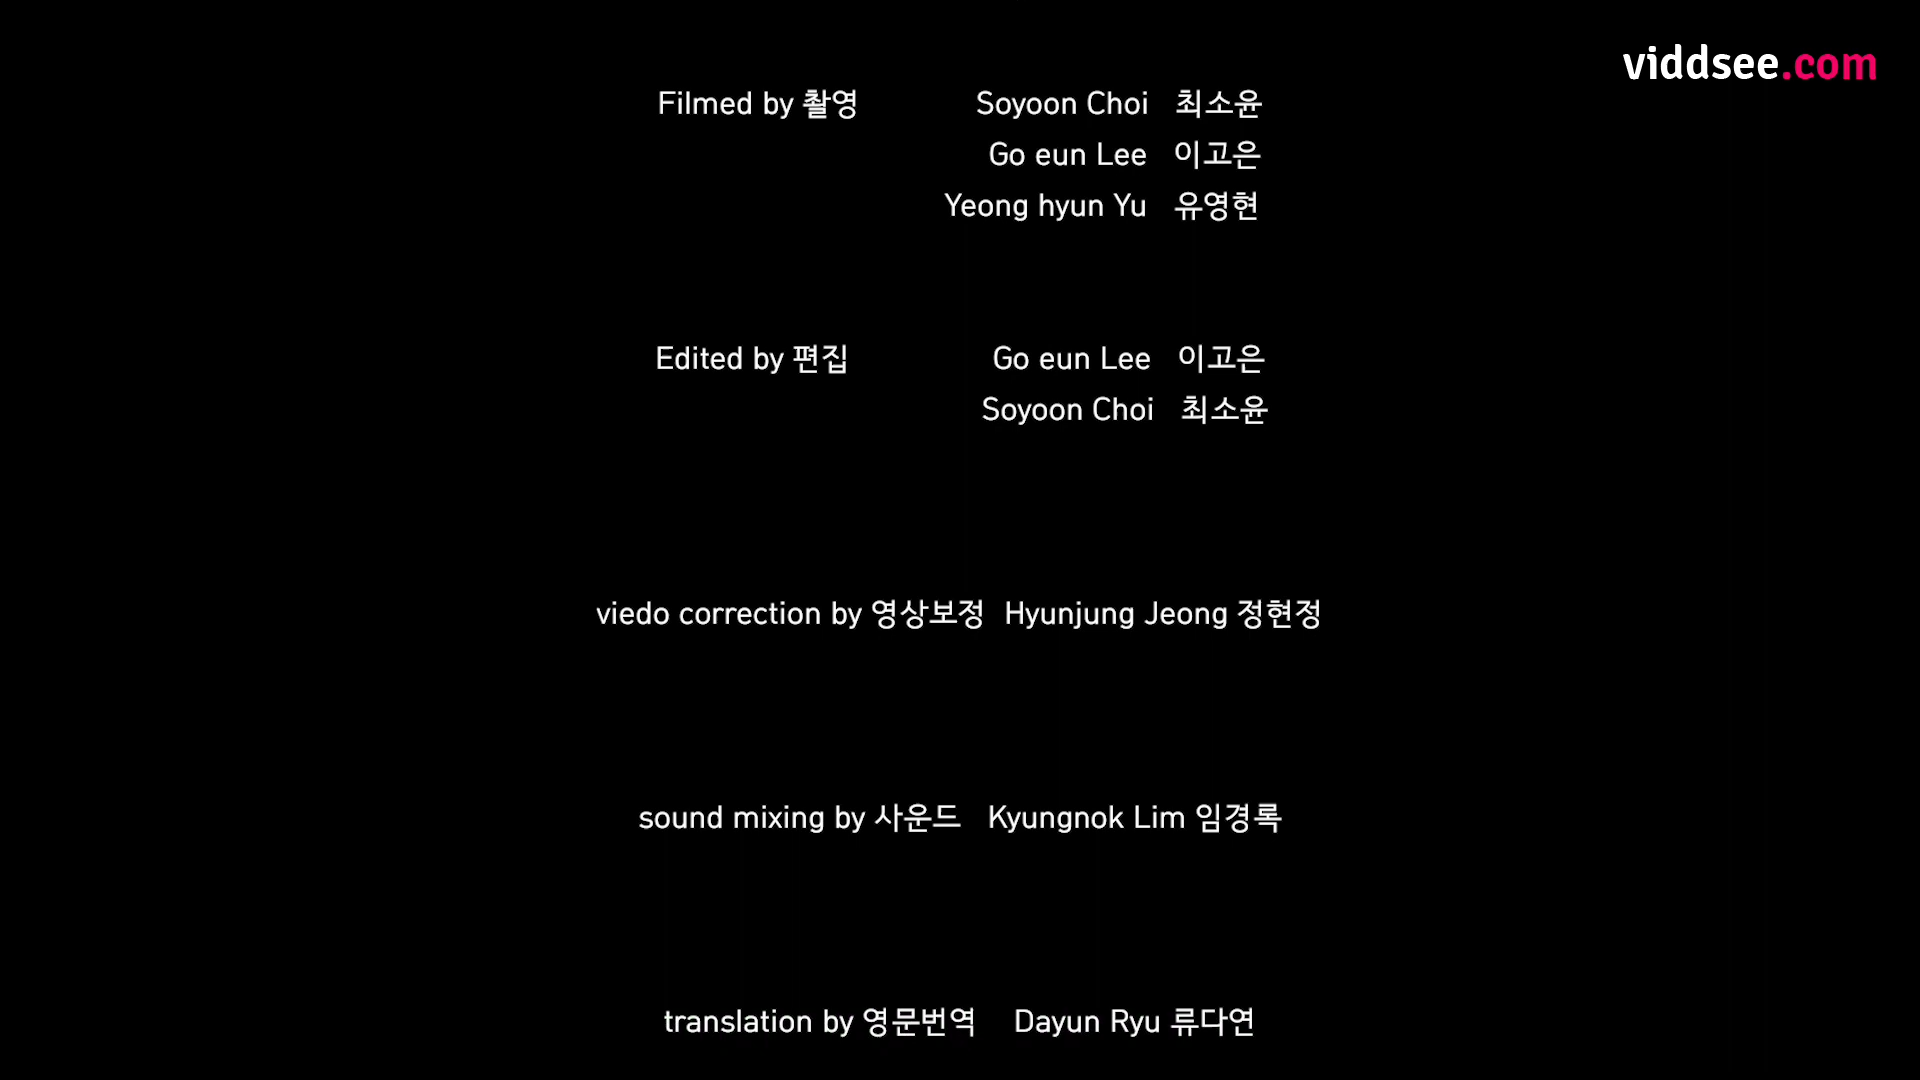 viddsee.com
Filmed by 촬영 Soyoon Choi 최소윤
Go eun Lee 이고은
Yeong hyun Yu 유영현
Edited by 편집 Go eun Lee 이고은
Soyoon Choi 최소윤
viedo correction by 영상보정 Hyunjung Jeong 정현정
sound mixing by 사운드 Kyungnok Lim 임경록
translation by 영문번역 Dayun Ryu 류다연